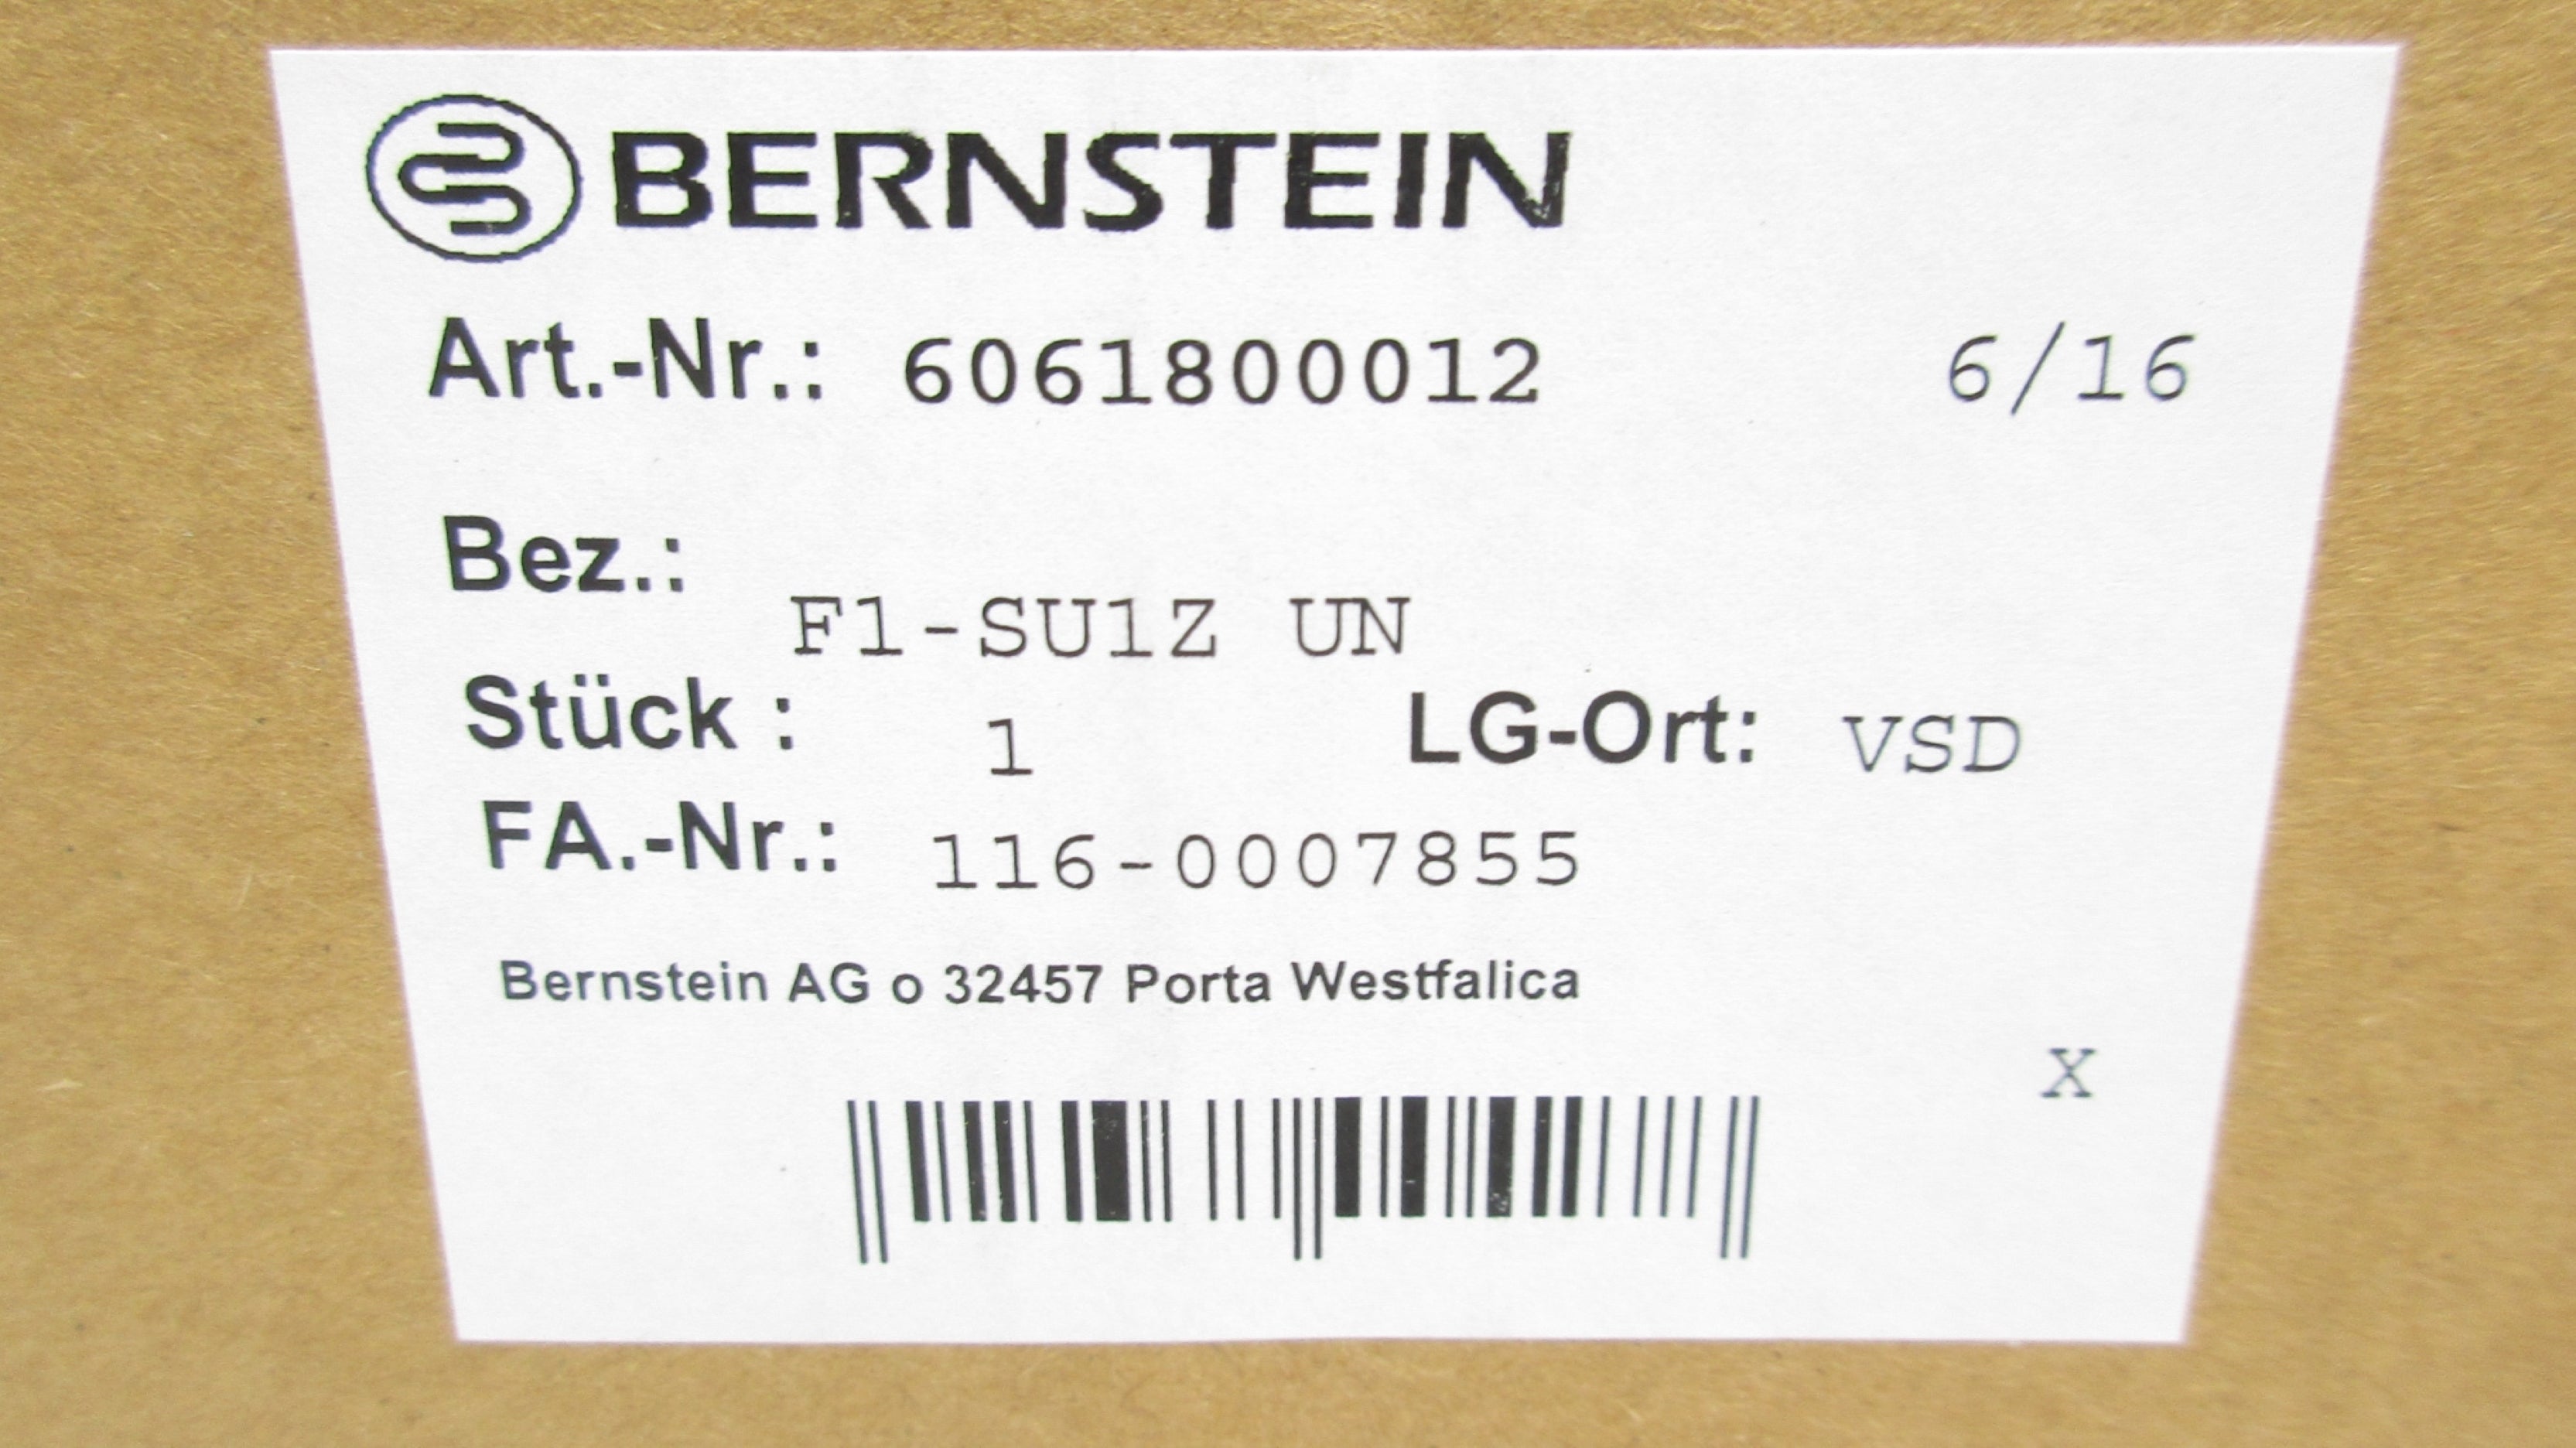 BERNSTEIN
Art.-Nr.: 6061800012 6/16
Bez.:
F1-SU1Z UN
Stück : 1 LG-Ort: VSD
FA.-Nr.: 116-0007855
Bernstein AG o 32457 Porta Westfalica
X